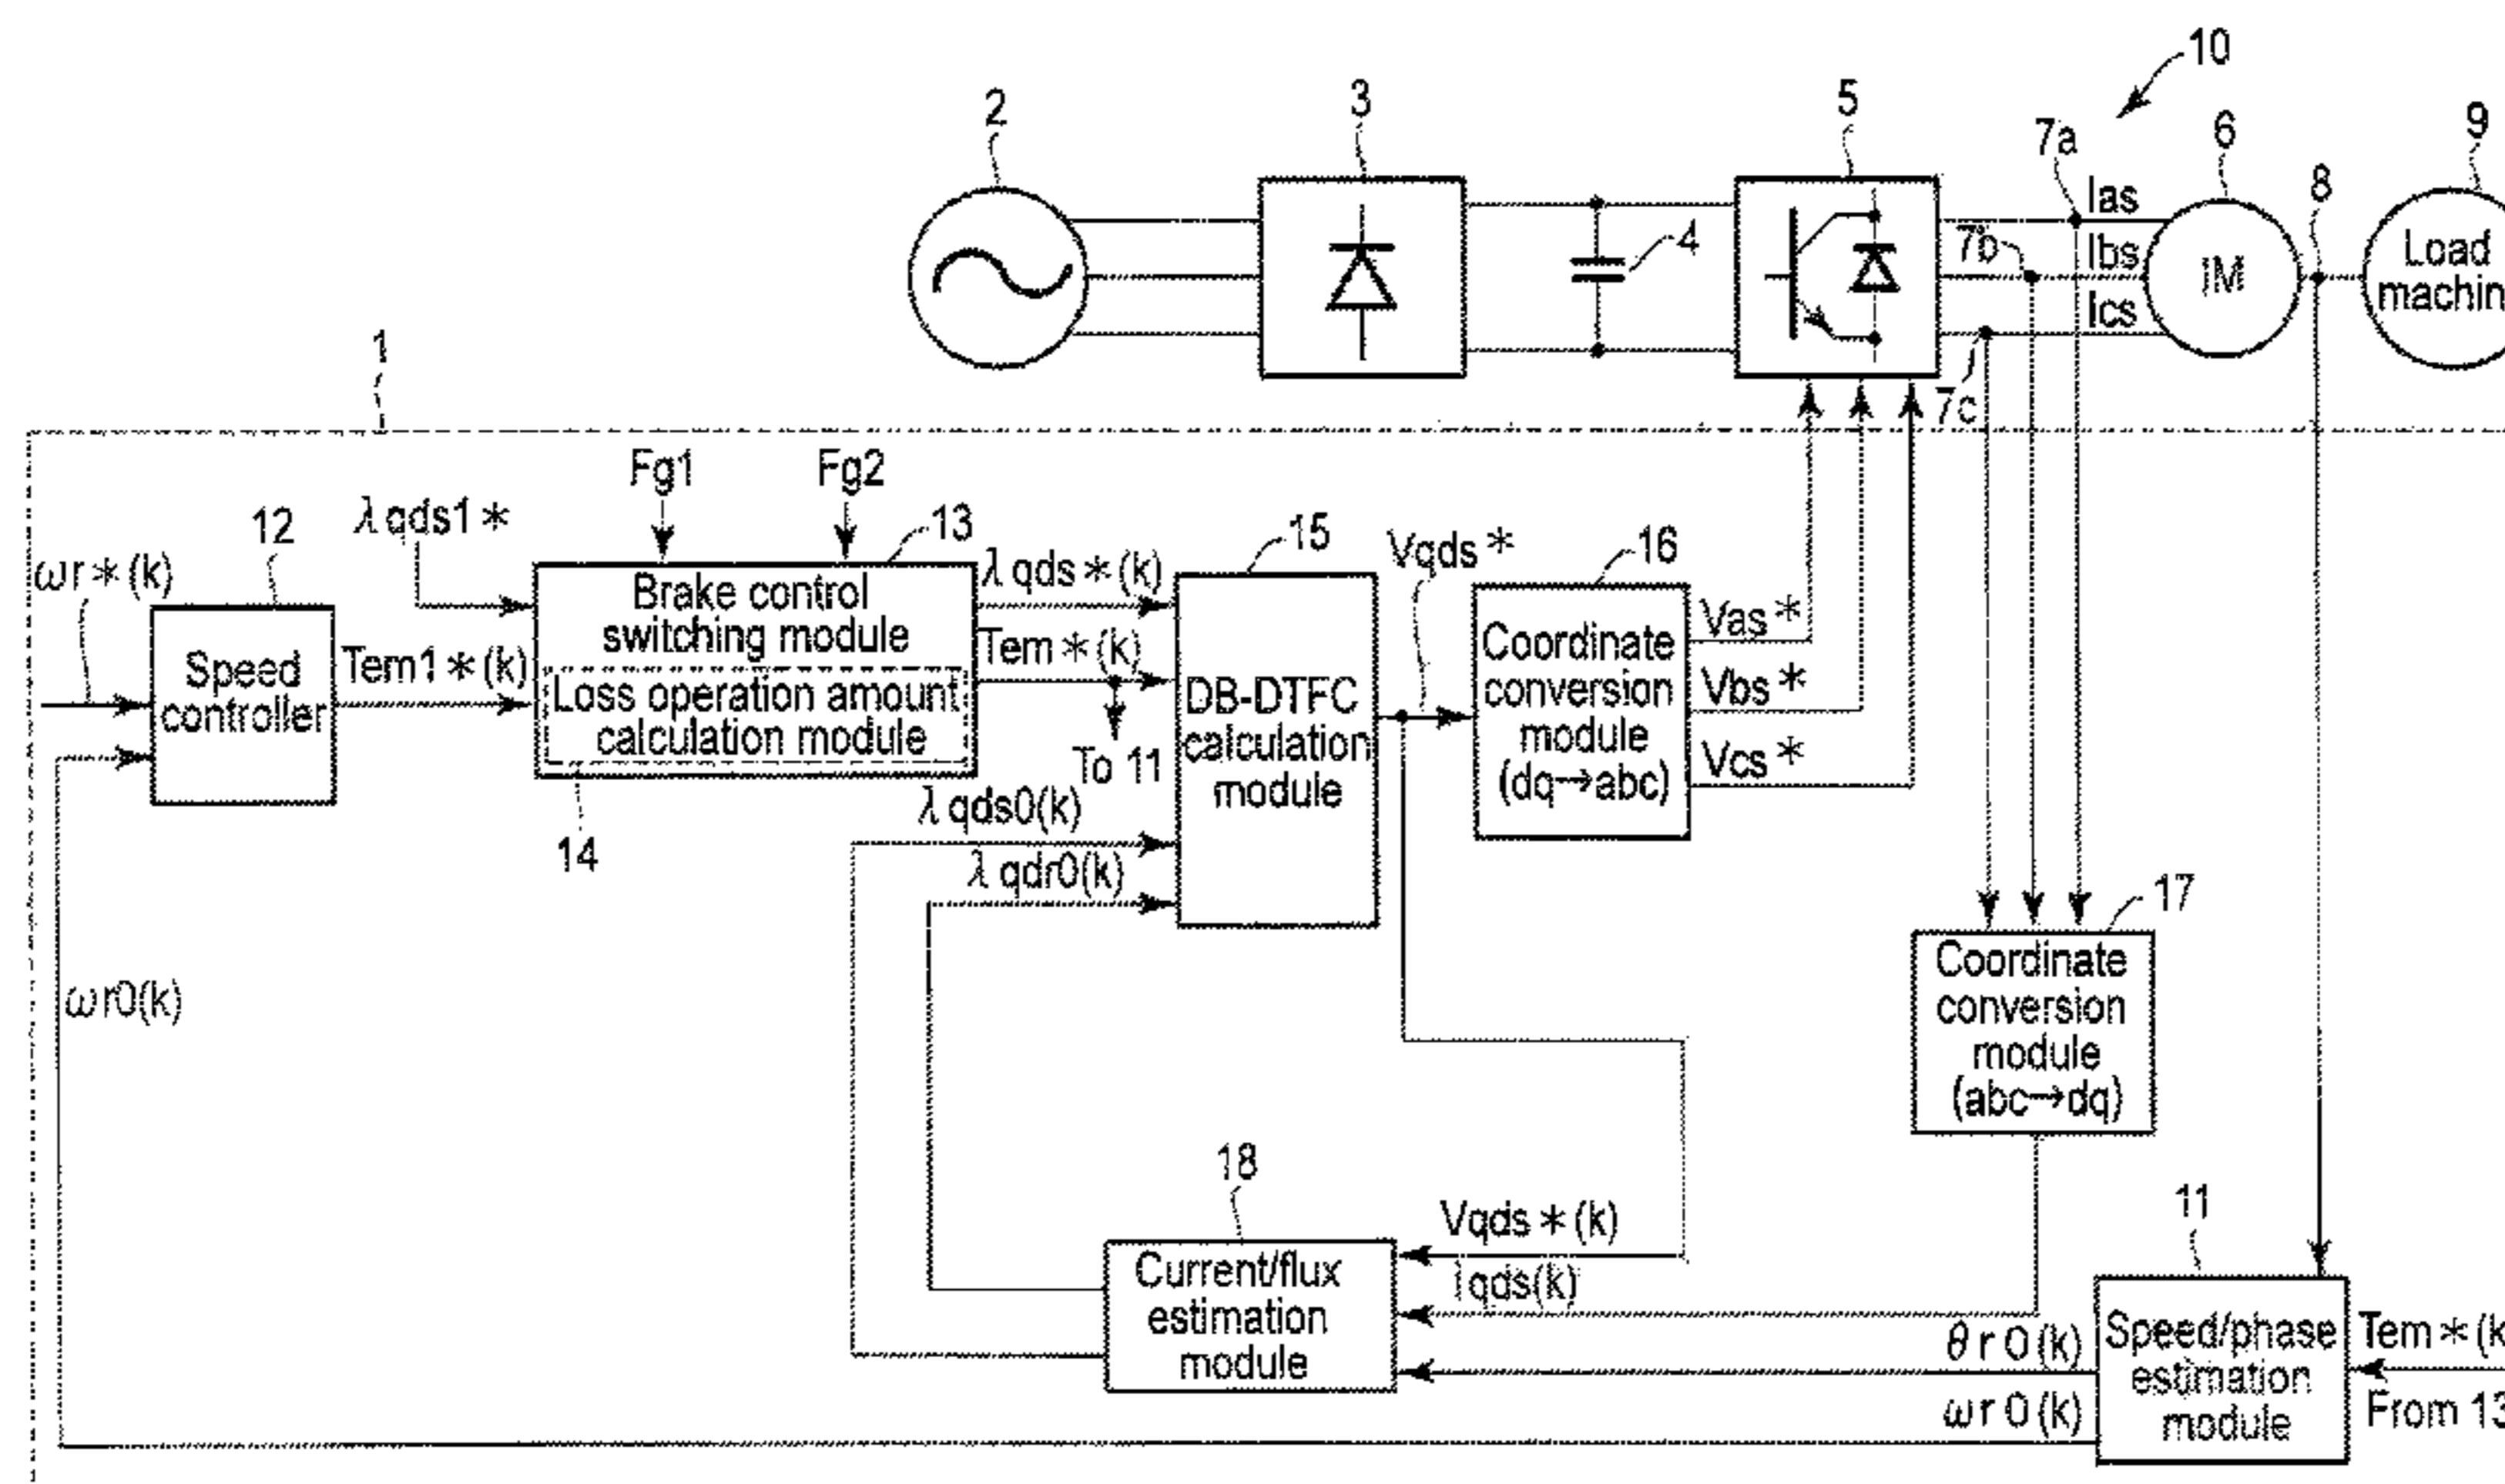 10
2
3
5
7a
6
8
9
Ias
7b
Ibs
Ics
4
IM
Load
machin
7c
1
Fg1
Fg2
λqds1*
12
13
15
16
ωr*(k)
Speed
controller
Tem1*(k)
Brake control
switching module
Loss operation amount
calculation module
14
λqds*(k)
Tem*(k)
To 11
λqds0(k)
λqdr0(k)
DB-DTFC
calculation
module
Vqds*
Coordinate
conversion
module
(dq→abc)
Vas*
Vbs*
Vcs*
17
Coordinate
conversion
module
(abc→dq)
ωr0(k)
18
Current/flux
estimation
module
Vqds*(k)
Iqds(k)
θr0(k)
ωr0(k)
11
Speed/phase
estimation
module
Tem*(k
From 13